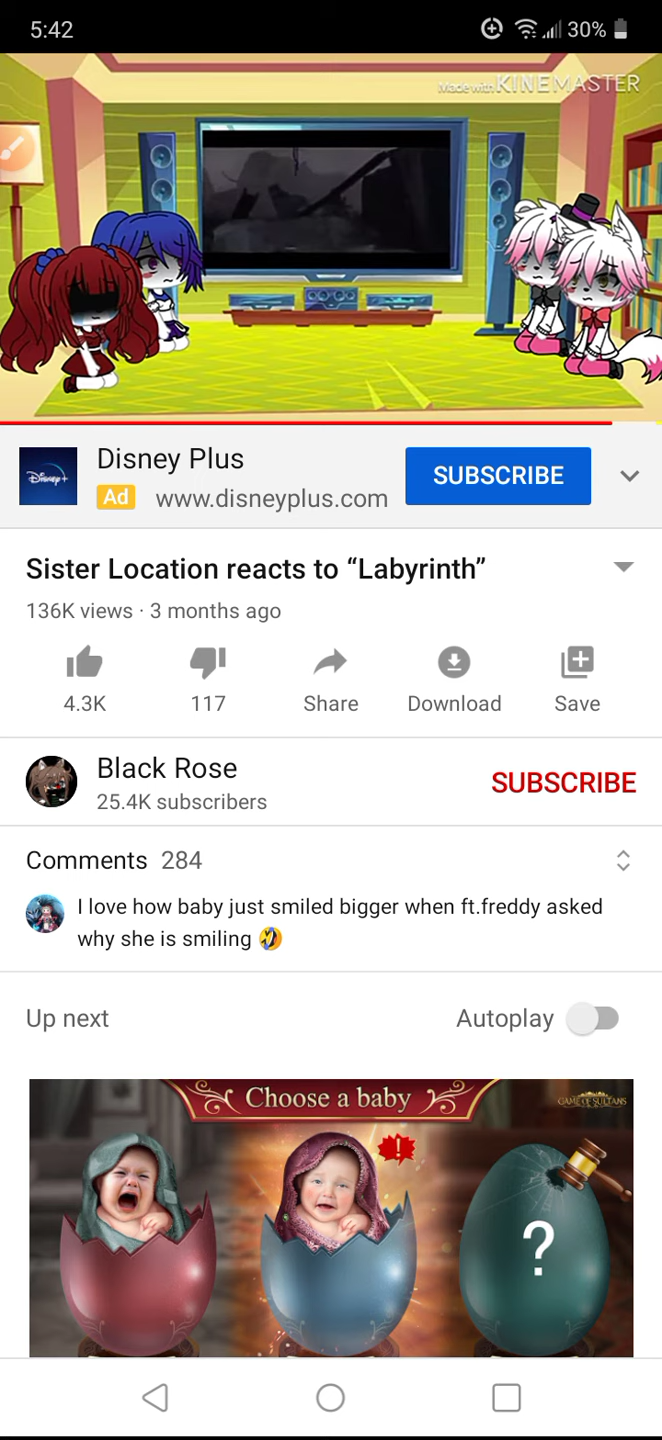 5:42
30%
Made with KINEMASTER
Disney+
Disney Plus
Ad www.disneyplus.com
SUBSCRIBE
Sister Location reacts to “Labyrinth”
136K views · 3 months ago
4.3K 117 Share Download Save
Black Rose
25.4K subscribers
SUBSCRIBE
Comments 284
I love how baby just smiled bigger when ft.freddy asked
why she is smiling 🤣
Up next
Autoplay
Choose a baby
GAME OF SULTANS
!
?